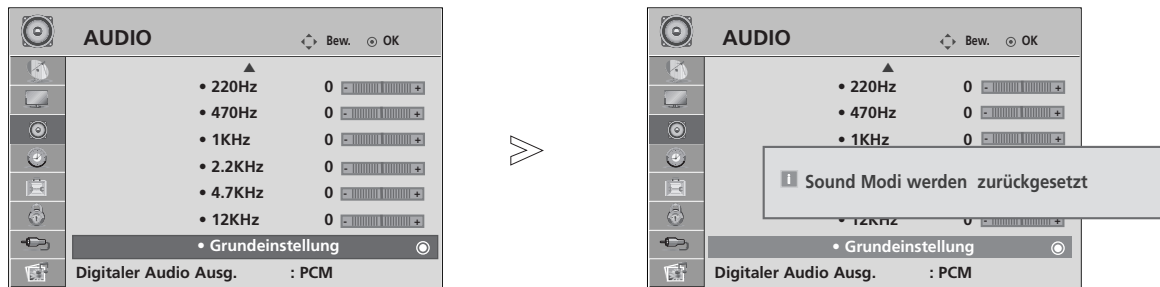 AUDIO Bew. OK
• 220Hz 0 - +
• 470Hz 0 - +
• 1KHz 0 - +
• 2.2KHz 0 - +
• 4.7KHz 0 - +
• 12KHz 0 - +
• Grundeinstellung
Digitaler Audio Ausg. : PCM
>
AUDIO Bew. OK
• 220Hz 0 - +
• 470Hz 0 - +
• 1KHz 0 - +
i Sound Modi werden zurückgesetzt
• 12KHz 0 - +
• Grundeinstellung
Digitaler Audio Ausg. : PCM